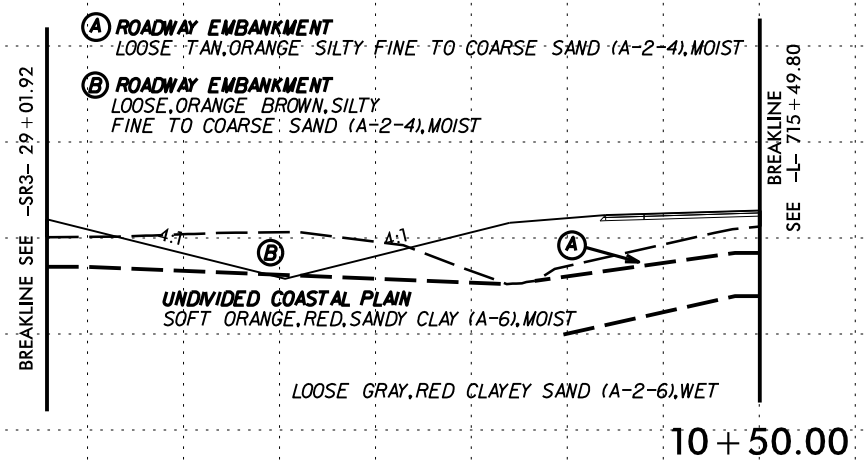 A ROADWAY EMBANKMENT
LOOSE TAN,ORANGE SILTY FINE TO COARSE SAND (A-2-4),MOIST
B ROADWAY EMBANKMENT
LOOSE,ORANGE BROWN,SILTY
FINE TO COARSE SAND (A-2-4),MOIST
BREAKLINE SEE -SR3- 29+01.92
BREAKLINE
SEE -L- 715+49.80
4:1
4:1
B
A
UNDIVIDED COASTAL PLAIN
SOFT ORANGE,RED,SANDY CLAY (A-6),MOIST
LOOSE GRAY,RED CLAYEY SAND (A-2-6),WET
10+50.00